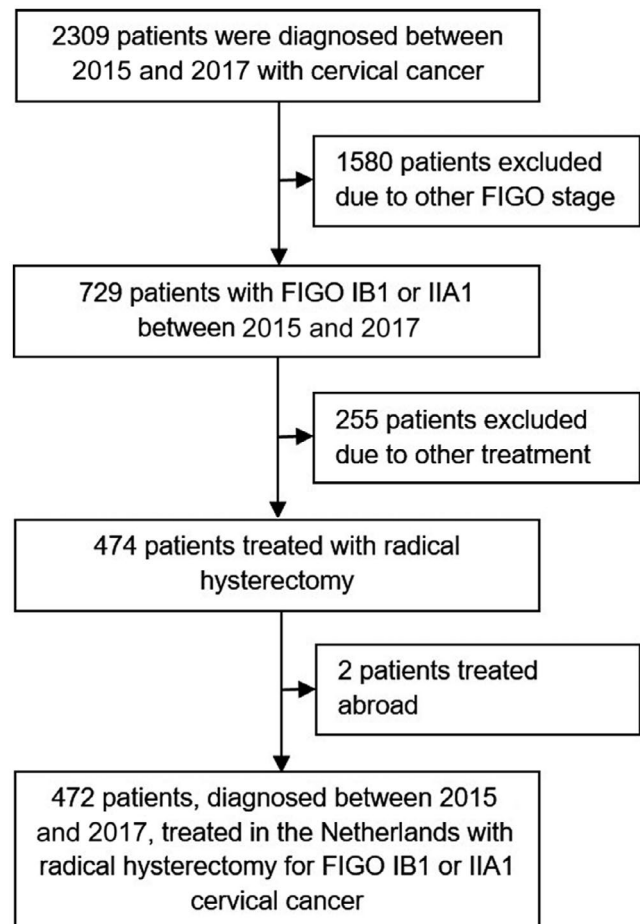 2309 patients were diagnosed between
2015 and 2017 with cervical cancer
1580 patients excluded
due to other FIGO stage
729 patients with FIGO IB1 or IIA1
between 2015 and 2017
255 patients excluded
due to other treatment
474 patients treated with radical
hysterectomy
2 patients treated
abroad
472 patients, diagnosed between 2015
and 2017, treated in the Netherlands with
radical hysterectomy for FIGO IB1 or IIA1
cervical cancer